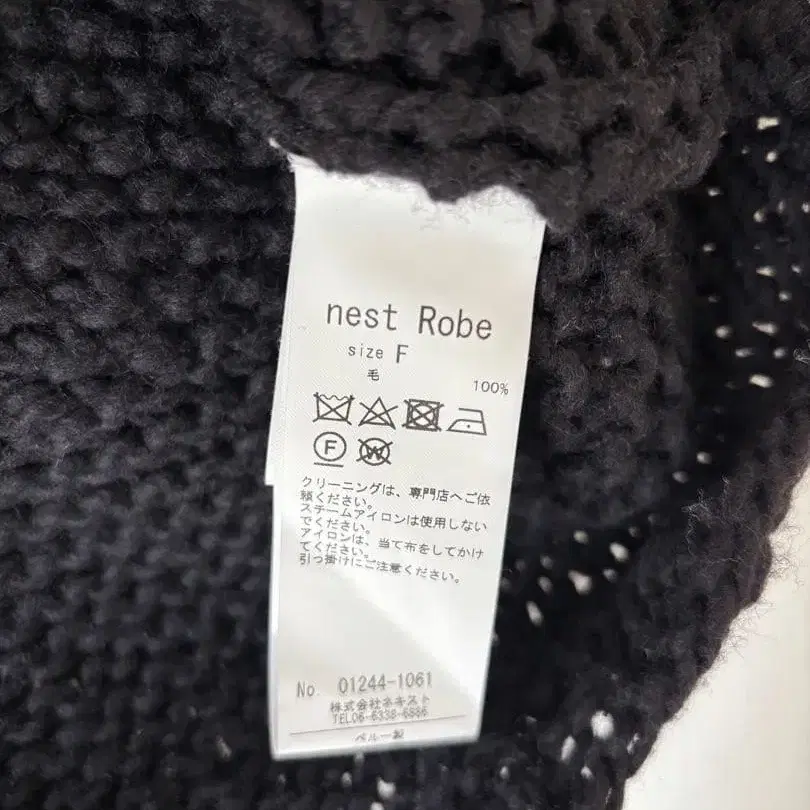 nest Robe
size F
毛 100%
F W
クリーニングは、専門店へご依
頼ください。
スチームアイロンは使用しない
でください。
アイロンは、当て布をしてかけ
てください。
引っ掛けにご注意ください。
No. 01244-1061
株式会社ネキスト
TEL06-6338-6886
ペルー製